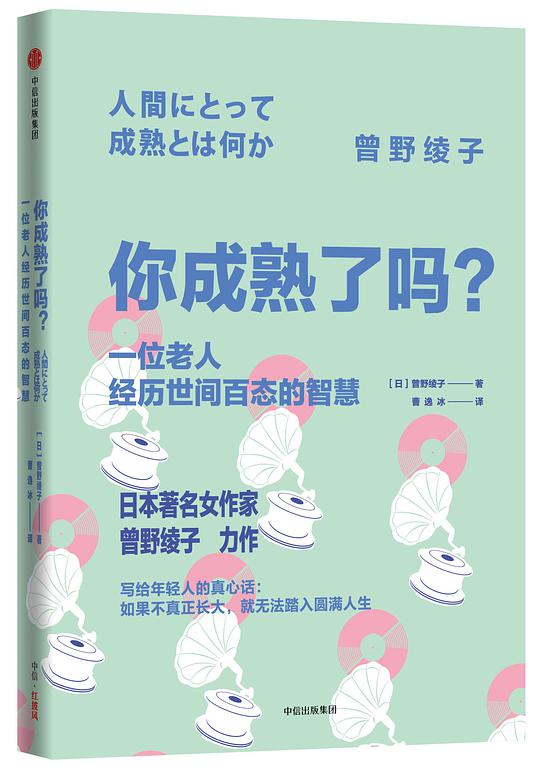 人間にとって
成熟とは何か
曾野绫子
你成熟了吗？
一位老人
经历世间百态的智慧
［日］曾野绫子——著
曹逸冰——译
日本著名女作家
曾野绫子 力作
写给年轻人的真心话：
如果不真正长大，就无法踏入圆满人生
中信出版集团
中信出版集团
你成熟了吗？
一位老人经历世间百态的智慧
人間にとって
成熟とは何か
［日］曾野绫子——著
曹逸冰——译
中信·红披风